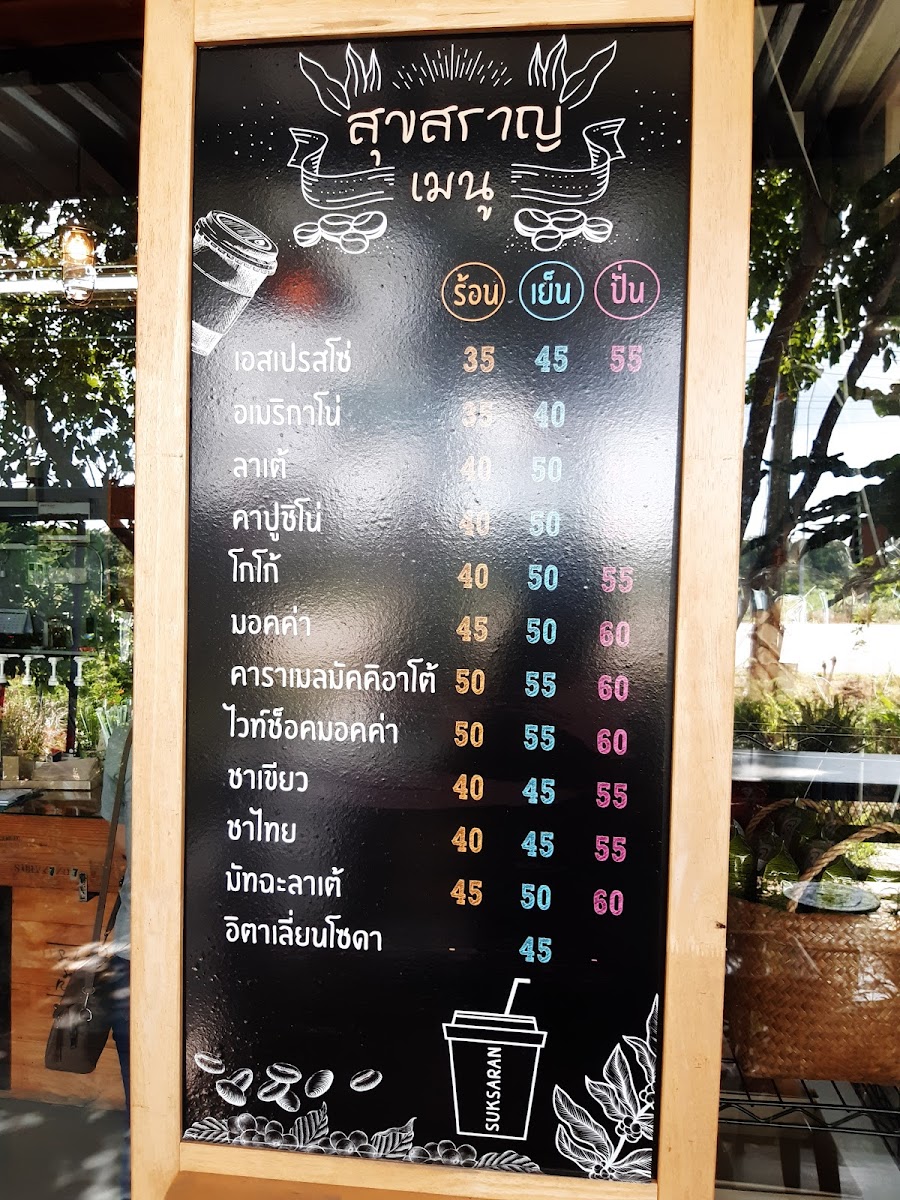 สุขสราญ
เมนู
ร้อน เย็น ปั่น
เอสเปรสโซ่ 35 45 55
อเมริกาโน่ 35 40
ลาเต้ 40 50
คาปูชิโน่ 40 50
โกโก้ 40 50 55
มอคค่า 45 50 60
คาราเมลมัคคิอาโต้ 50 55 60
ไวท์ช็อคมอคค่า 50 55 60
ชาเขียว 40 45 55
ชาไทย 40 45 55
มัทฉะลาเต้ 45 50 60
อิตาเลี่ยนโซดา 45
SUKSARAN